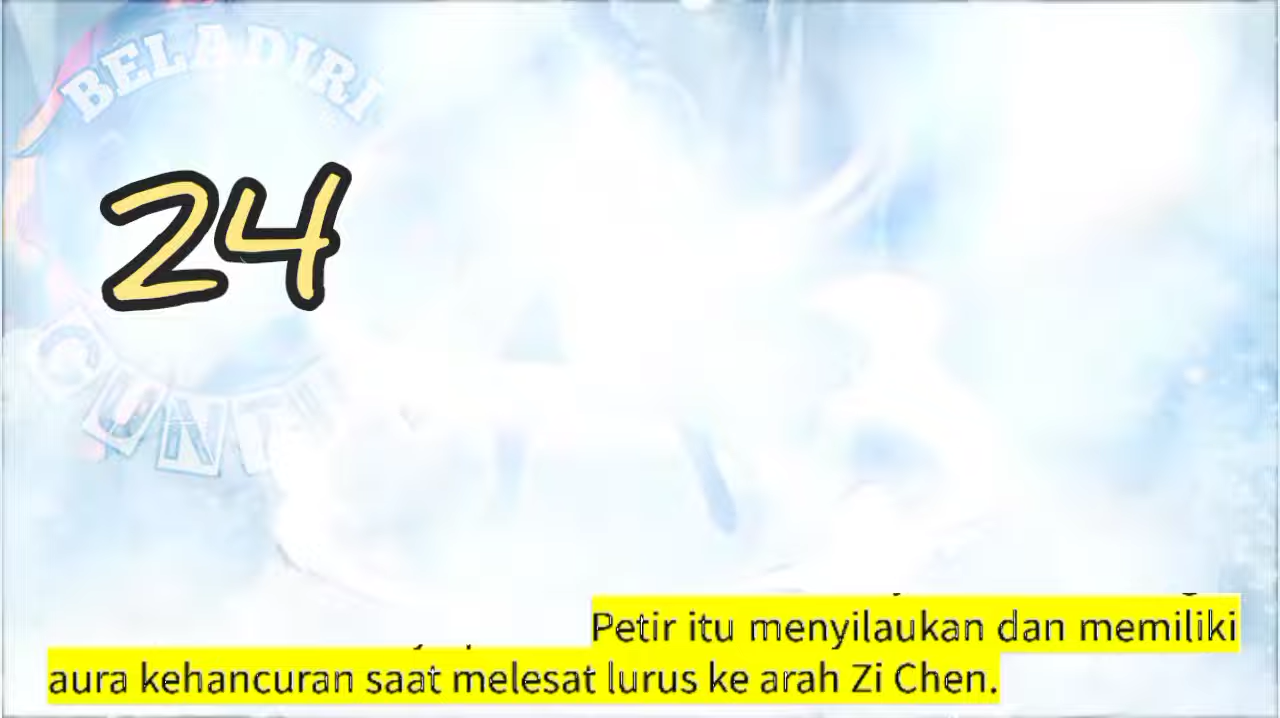 BELADIRI
24
Petir itu menyilaukan dan memiliki
aura kehancuran saat melesat lurus ke arah Zi Chen.